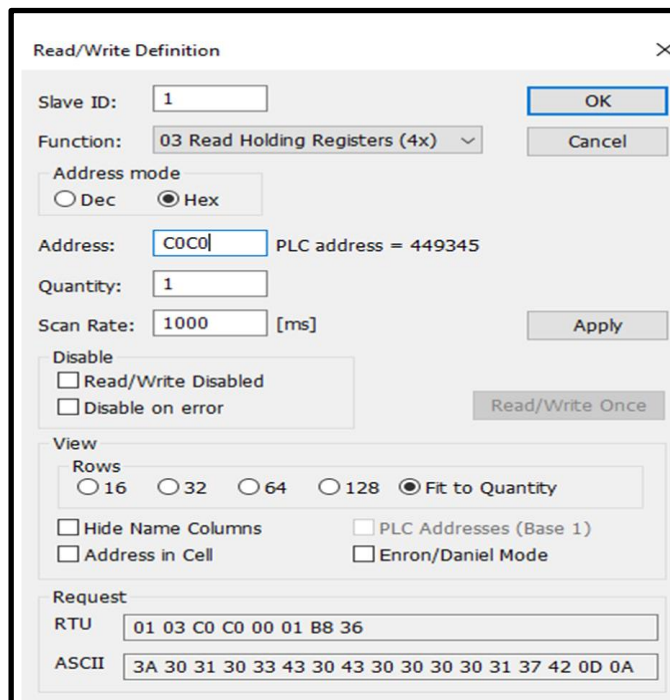 Read/Write Definition
Slave ID: 1 OK
Function: 03 Read Holding Registers (4x) Cancel
Address mode
Dec Hex
Address: C0C0 PLC address = 449345
Quantity: 1
Scan Rate: 1000 [ms] Apply
Disable
Read/Write Disabled
Disable on error Read/Write Once
View
Rows
16 32 64 128 Fit to Quantity
Hide Name Columns PLC Addresses (Base 1)
Address in Cell Enron/Daniel Mode
Request
RTU 01 03 C0 C0 00 01 B8 36
ASCII 3A 30 31 30 33 43 30 43 30 30 30 30 31 37 42 0D 0A